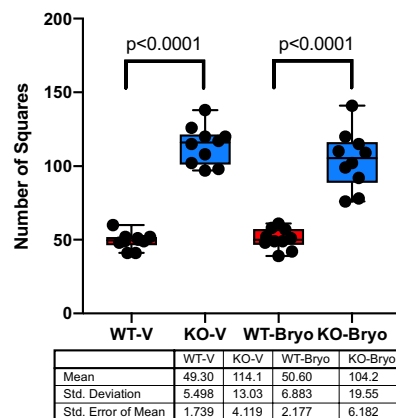 200
p<0.0001 p<0.0001
150
Number of Squares
100
50
0
WT-V KO-V WT-Bryo KO-Bryo
WT-V KO-V WT-Bryo KO-Bryo
Mean 49.30 114.1 50.60 104.2
Std. Deviation 5.498 13.03 6.883 19.55
Std. Error of Mean 1.739 4.119 2.177 6.182